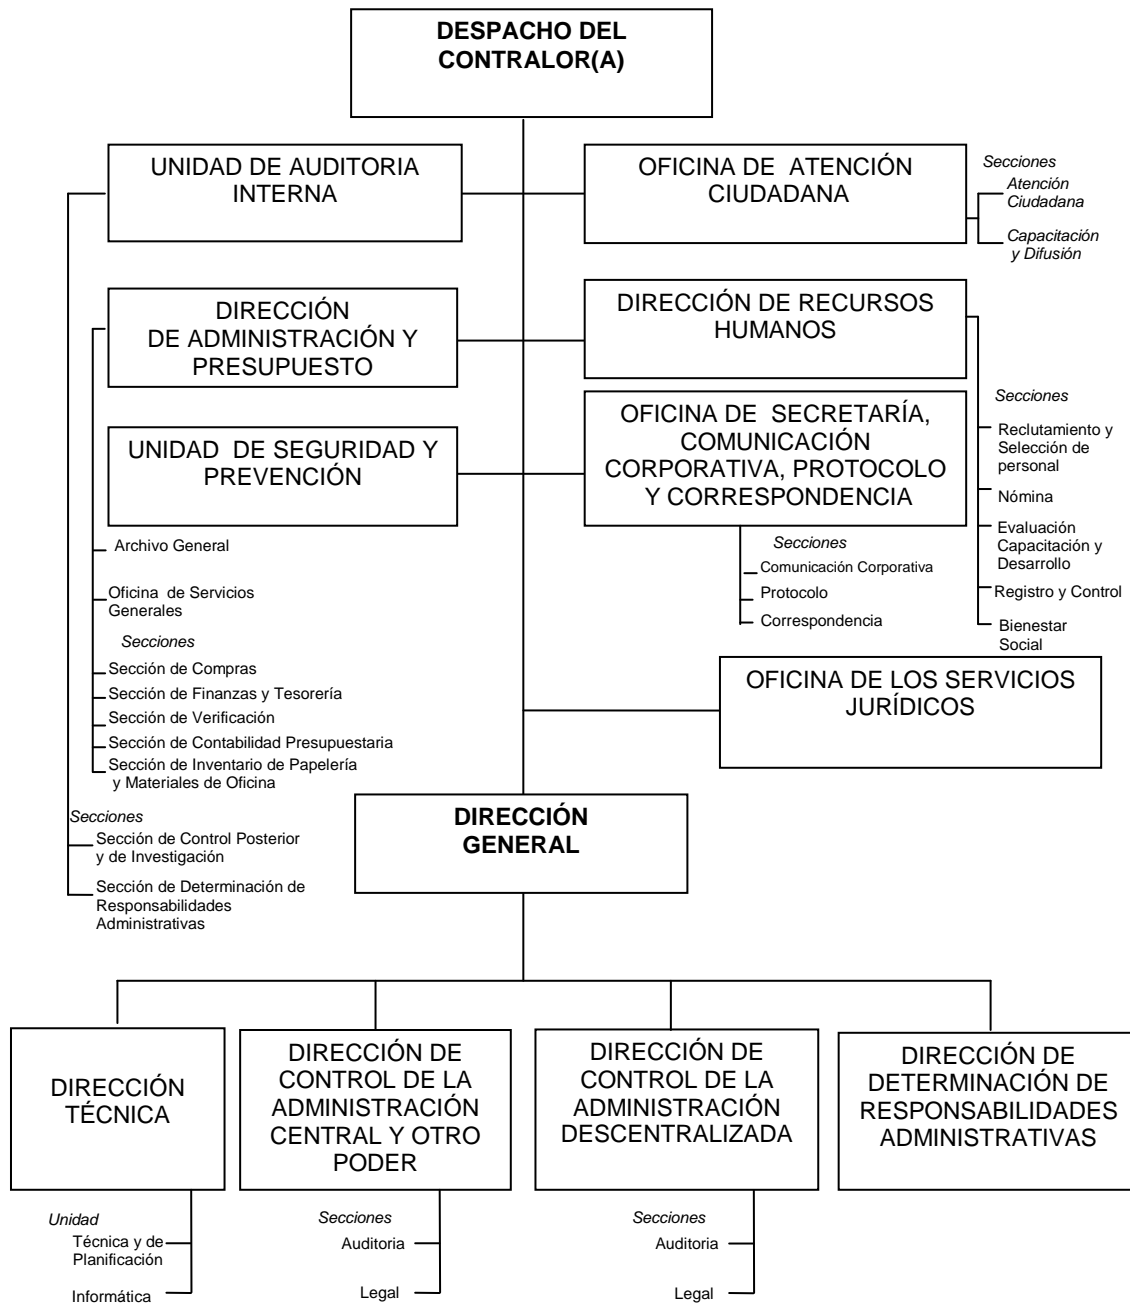 DESPACHO DEL
CONTRALOR(A)
UNIDAD DE AUDITORIA
INTERNA
OFICINA DE ATENCIÓN
CIUDADANA
Secciones
Atención
Ciudadana
Capacitación
y Difusión
DIRECCIÓN
DE ADMINISTRACIÓN Y
PRESUPUESTO
DIRECCIÓN DE RECURSOS
HUMANOS
Secciones
Reclutamiento y
Selección de
personal
Nómina
Evaluación
Capacitación y
Desarrollo
Registro y Control
Bienestar
Social
UNIDAD DE SEGURIDAD Y
PREVENCIÓN
OFICINA DE SECRETARÍA,
COMUNICACIÓN
CORPORATIVA, PROTOCOLO
Y CORRESPONDENCIA
Secciones
Comunicación Corporativa
Protocolo
Correspondencia
Archivo General
Oficina de Servicios
Generales
Secciones
Sección de Compras
Sección de Finanzas y Tesorería
Sección de Verificación
Sección de Contabilidad Presupuestaria
Sección de Inventario de Papelería
y Materiales de Oficina
OFICINA DE LOS SERVICIOS
JURÍDICOS
Secciones
Sección de Control Posterior
y de Investigación
Sección de Determinación de
Responsabilidades
Administrativas
DIRECCIÓN
GENERAL
DIRECCIÓN
TÉCNICA
Unidad
Técnica y de
Planificación
Informática
DIRECCIÓN DE
CONTROL DE LA
ADMINISTRACIÓN
CENTRAL Y OTRO
PODER
Secciones
Auditoria
Legal
DIRECCIÓN DE
CONTROL DE LA
ADMINISTRACIÓN
DESCENTRALIZADA
Secciones
Auditoria
Legal
DIRECCIÓN DE
DETERMINACIÓN DE
RESPONSABILIDADES
ADMINISTRATIVAS